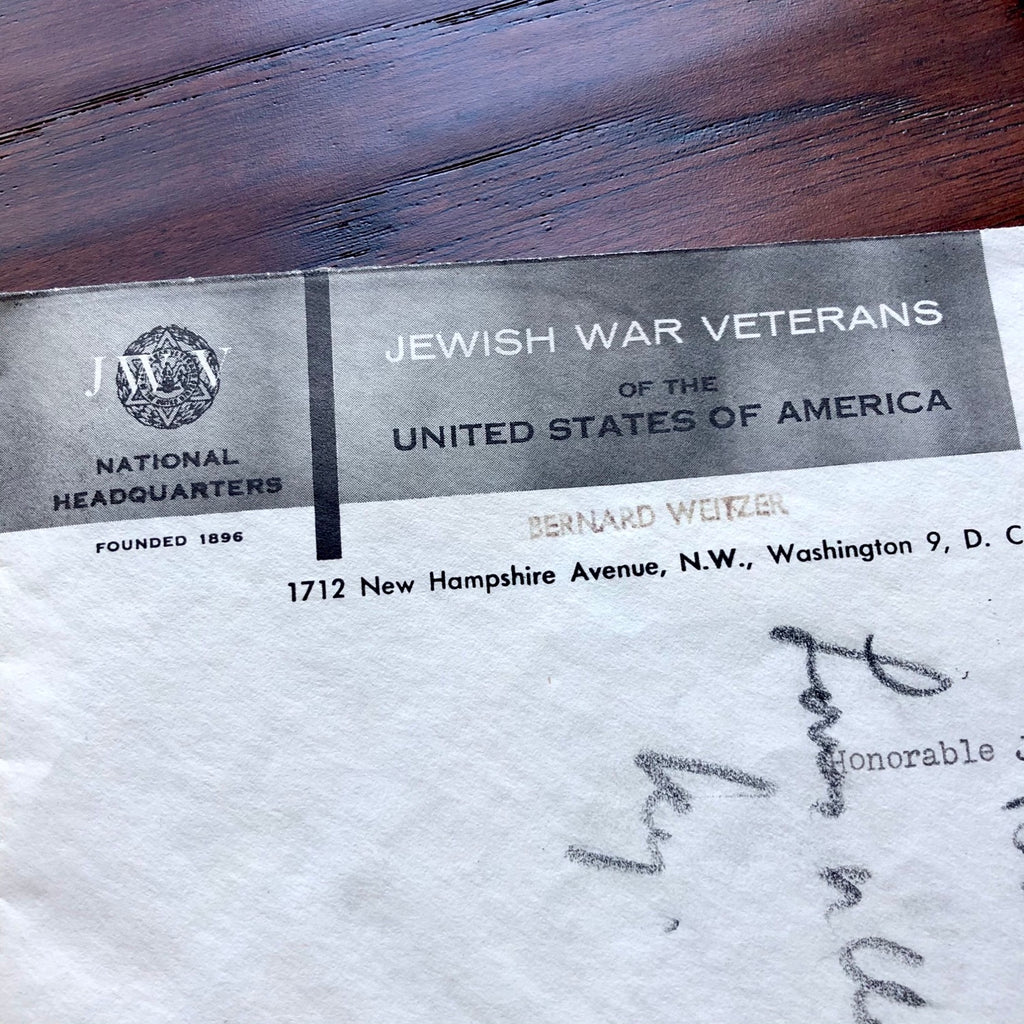 JWV
NATIONAL
HEADQUARTERS
FOUNDED 1896
JEWISH WAR VETERANS
OF THE
UNITED STATES OF AMERICA
BERNARD WEITZER
1712 New Hampshire Avenue, N.W., Washington 9, D. C
Honorable J